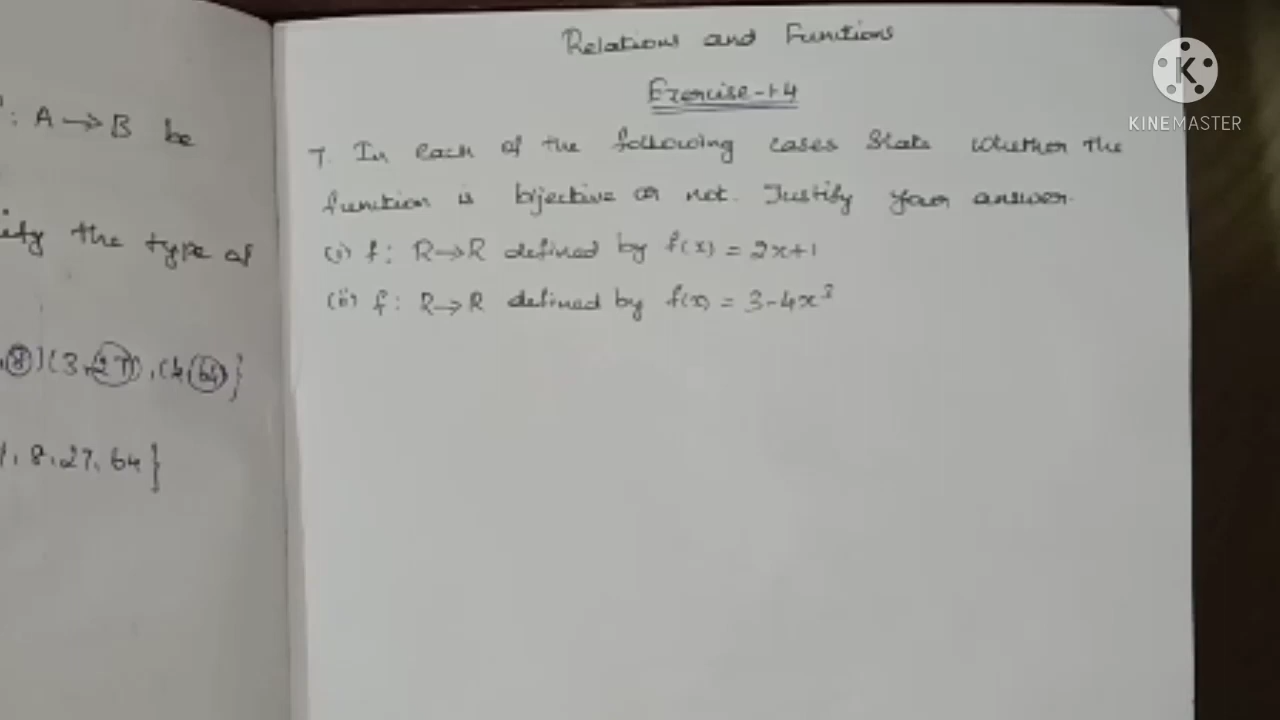 : A → B be
the type of
8) (3, 27), (4, 64)}
1, 8, 27, 64}
Relations and Functions
Exercise-1.4
7. In each of the following cases state whether the
function is bijective or not. Justify your answer.
(i) f: R→R defined by f(x) = 2x+1
(ii) f: R→R defined by f(x) = 3-4x²
KINEMASTER